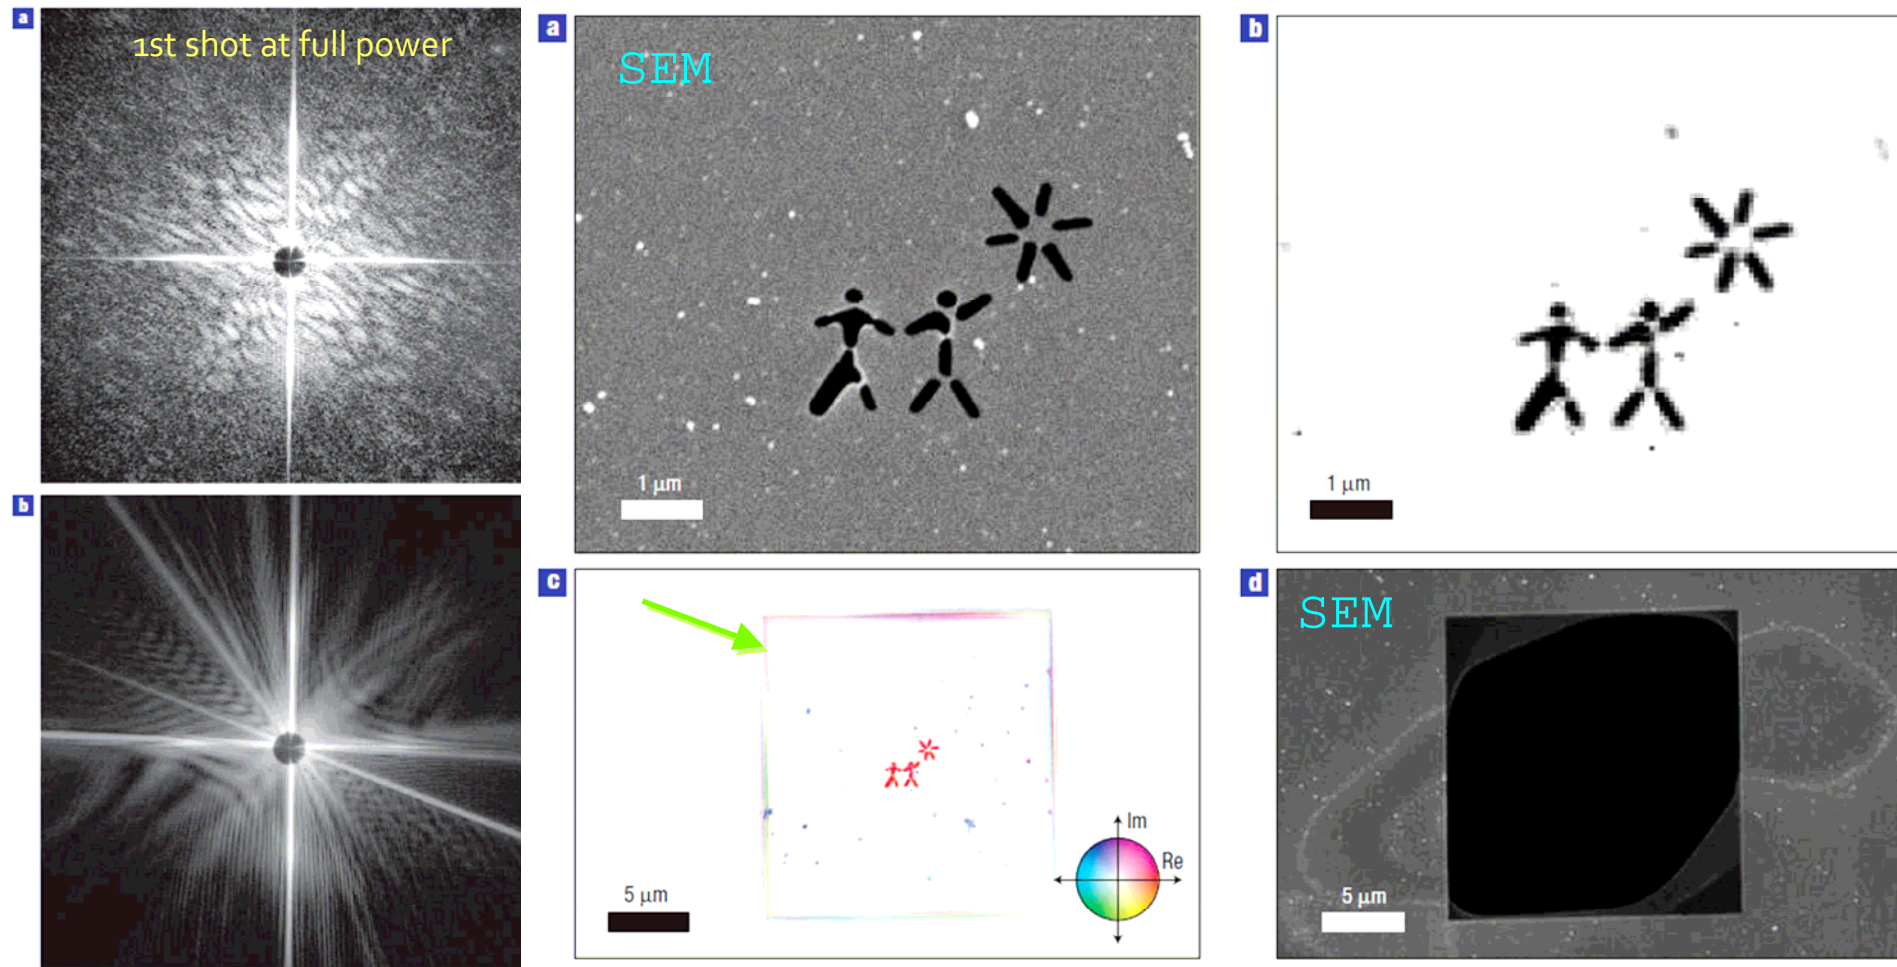 a
1st shot at full power
b
a
SEM
1 μm
b
1 μm
c
Im
Re
5 μm
d
SEM
5 μm